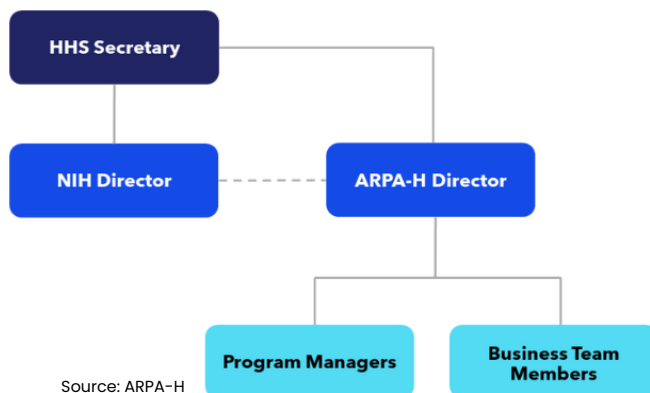 HHS Secretary
NIH Director
ARPA-H Director
Program Managers
Business Team
Members
Source: ARPA-H